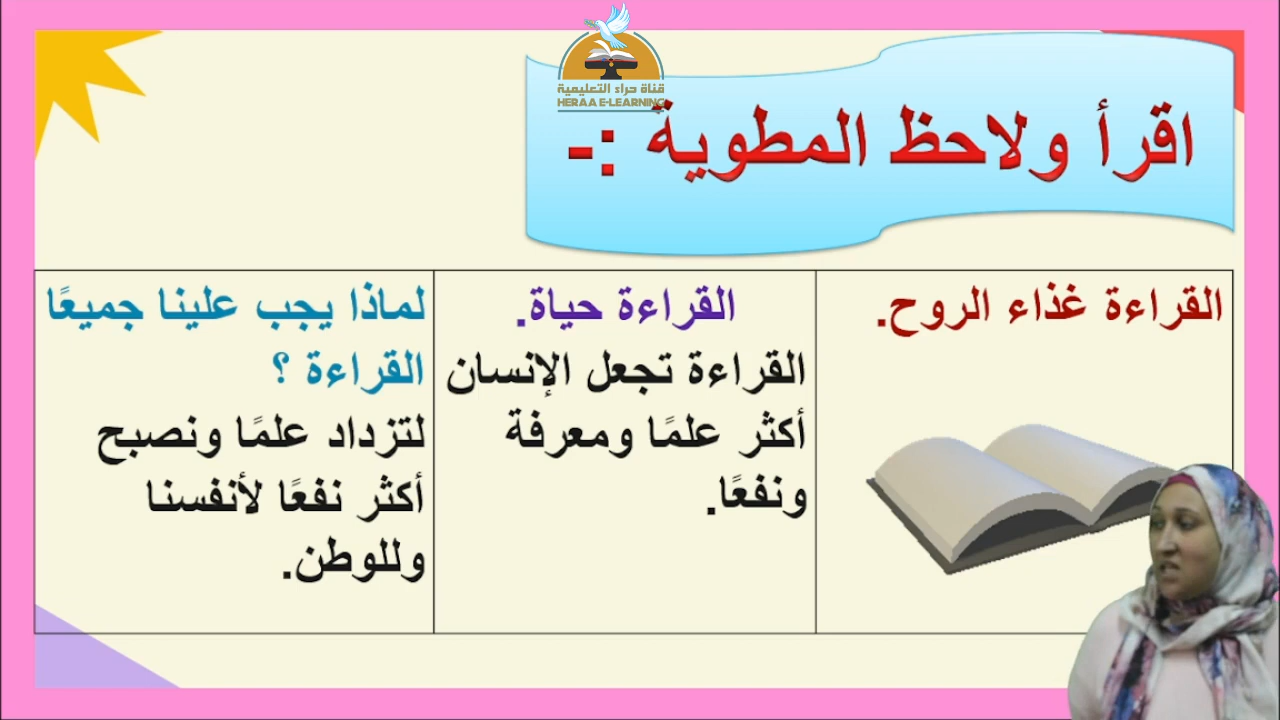 قناة حراء التعليمية
HERAA E-LEARNING
اقرأ ولاحظ المطوية :-
القراءة غذاء الروح.
القراءة حياة.
القراءة تجعل الإنسان
أكثر علمًا ومعرفة
ونفعًا.
لماذا يجب علينا جميعًا
القراءة ؟
لتزداد علمًا ونصبح
أكثر نفعًا لأنفسنا
وللوطن.